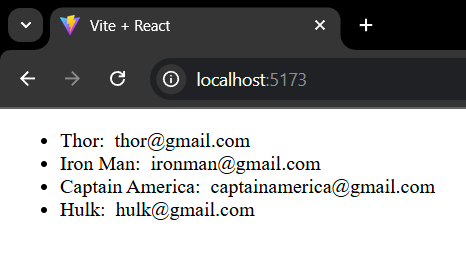 Vite + React
localhost:5173
• Thor: thor@gmail.com
• Iron Man: ironman@gmail.com
• Captain America: captainamerica@gmail.com
• Hulk: hulk@gmail.com